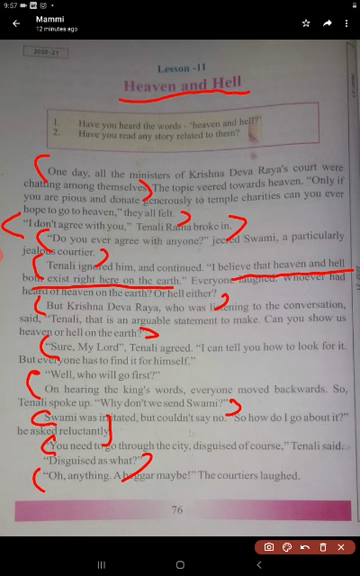 9:57
Mammi
12 minutes ago
2020-21
Lesson -11
Heaven and Hell
1. Have you heard the words - 'heaven and hell?'
2. Have you read any story related to them?
One day, all the ministers of Krishna Deva Raya's court were
chatting among themselves. The topic veered towards heaven. "Only if
you are pious and donate generously to temple charities can you ever
hope to go to heaven," they all felt.
"I don't agree with you," Tenali Rama broke in.
"Do you ever agree with anyone?" jeered Swami, a particularly
jealous courtier.
Tenali ignored him, and continued. "I believe that heaven and hell
both exist right here on the earth." Everyone laughed. Whoever had
heard of heaven on the earth? Or hell either?
But Krishna Deva Raya, who was listening to the conversation,
said, "Tenali, that is an arguable statement to make. Can you show us
heaven or hell on the earth?"
"Sure, My Lord", Tenali agreed. "I can tell you how to look for it.
But everyone has to find it for himself."
"Well, who will go first?"
On hearing the king's words, everyone moved backwards. So,
Tenali spoke up. "Why don't we send Swami?"
Swami was irritated, but couldn't say no. "So how do I go about it?"
he asked reluctantly.
"You need to go through the city, disguised of course," Tenali said.
"Disguised as what?"
"Oh, anything. A beggar maybe!" The courtiers laughed.
76